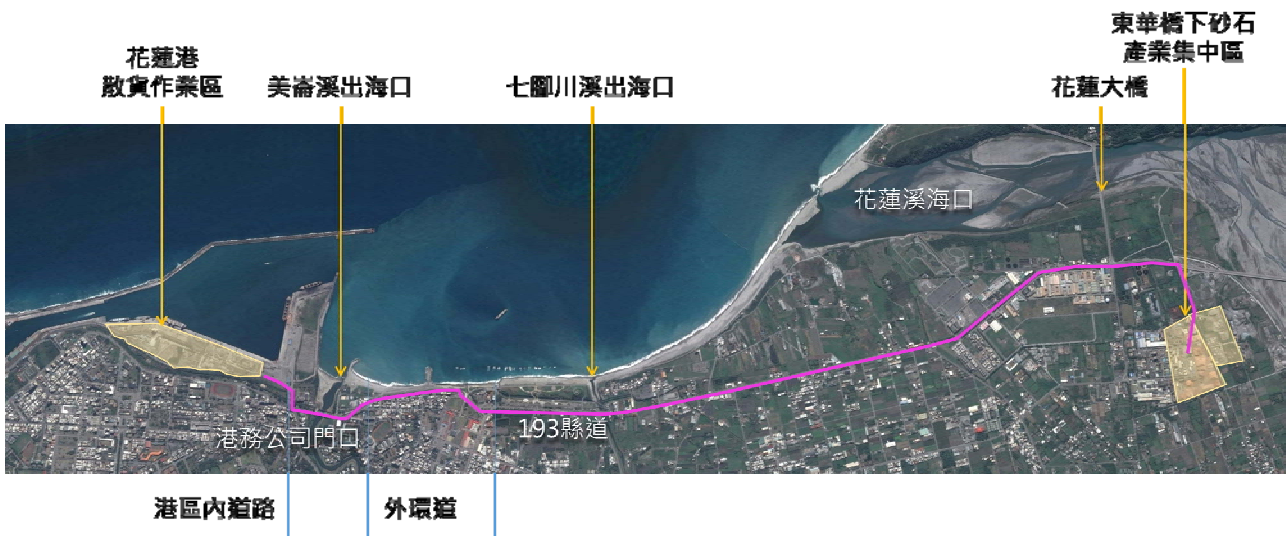 花蓮港
散貨作業區
美崙溪出海口
七腳川溪出海口
花蓮大橋
東華橋下砂石
產業集中區
花蓮溪海口
港務公司門口
193縣道
港區內道路
外環道